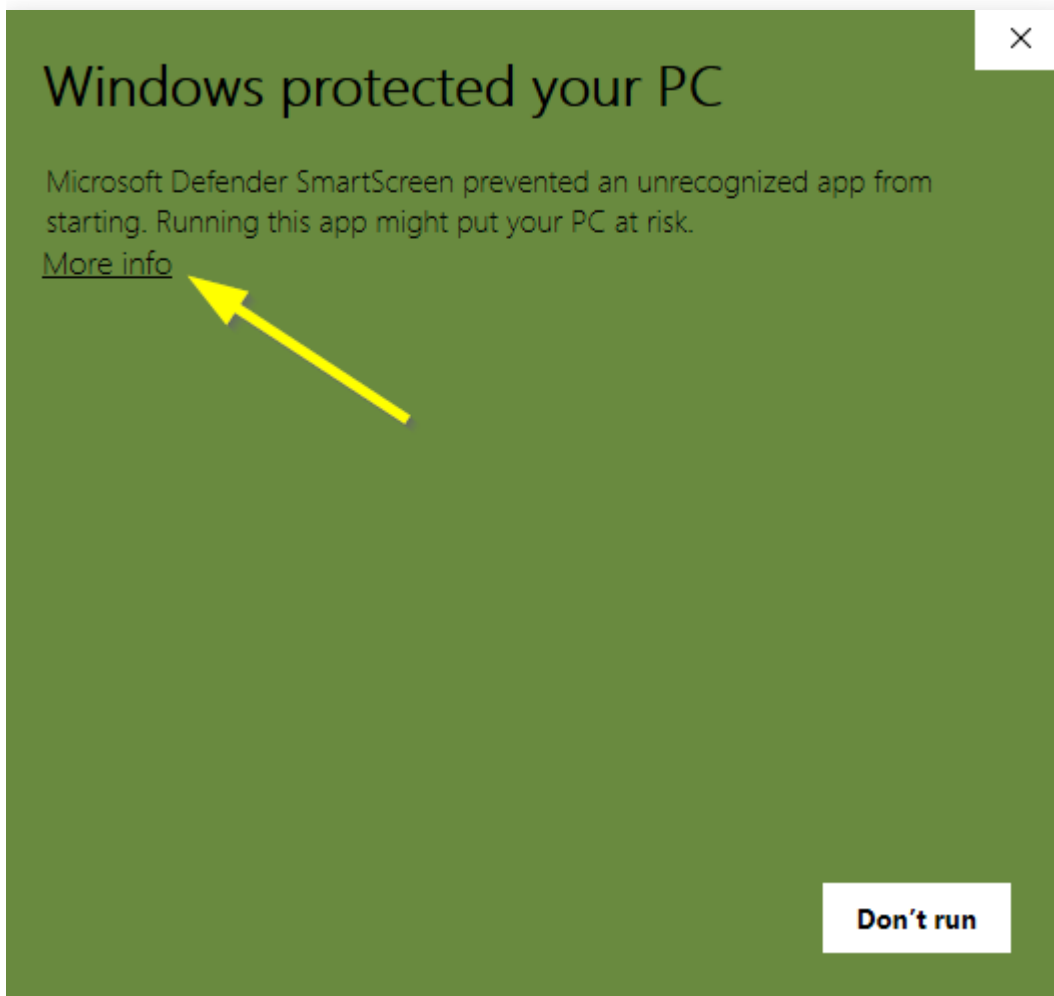 Windows protected your PC
Microsoft Defender SmartScreen prevented an unrecognized app from
starting. Running this app might put your PC at risk.
More info
Don't run